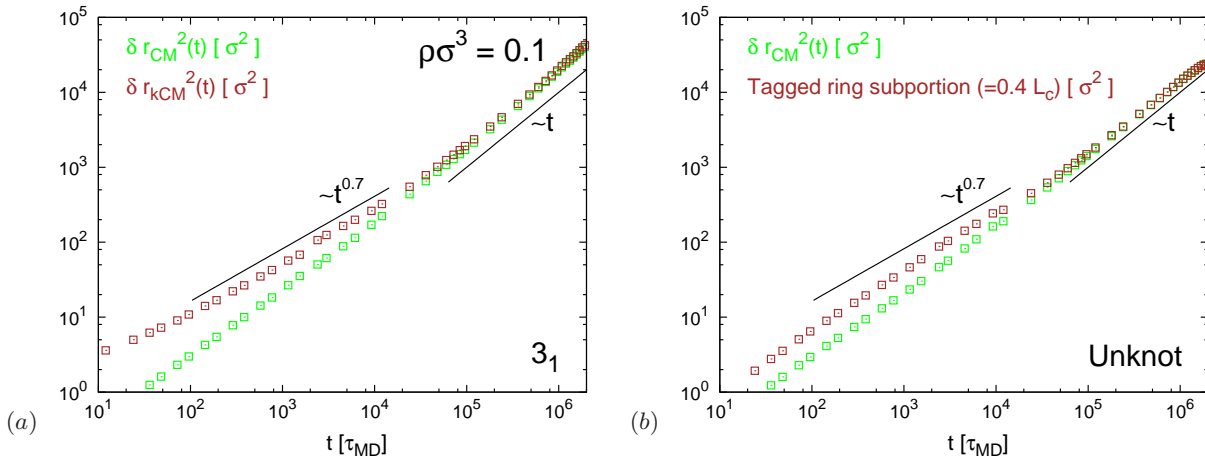 δ r_CM^2(t) [ σ^2 ]
δ r_kCM^2(t) [ σ^2 ]
ρσ^3 = 0.1
~t
~t^0.7
3_1
10^5
10^4
10^3
10^2
10^1
10^0
10^1 10^2 10^3 10^4 10^5 10^6
t [τ_MD]
(a)
δ r_CM^2(t) [ σ^2 ]
Tagged ring subportion (=0.4 L_c) [ σ^2 ]
~t
~t^0.7
Unknot
10^5
10^4
10^3
10^2
10^1
10^0
10^1 10^2 10^3 10^4 10^5 10^6
t [τ_MD]
(b)